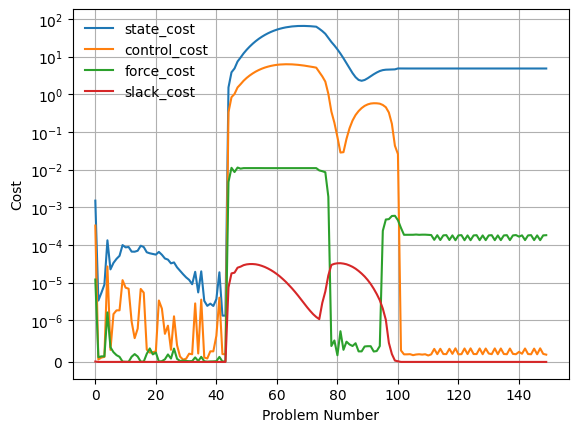 10^2
10^1
10^0
10^-1
10^-2
10^-3
10^-4
10^-5
10^-6
0
Cost
state_cost
control_cost
force_cost
slack_cost
0 20 40 60 80 100 120 140
Problem Number